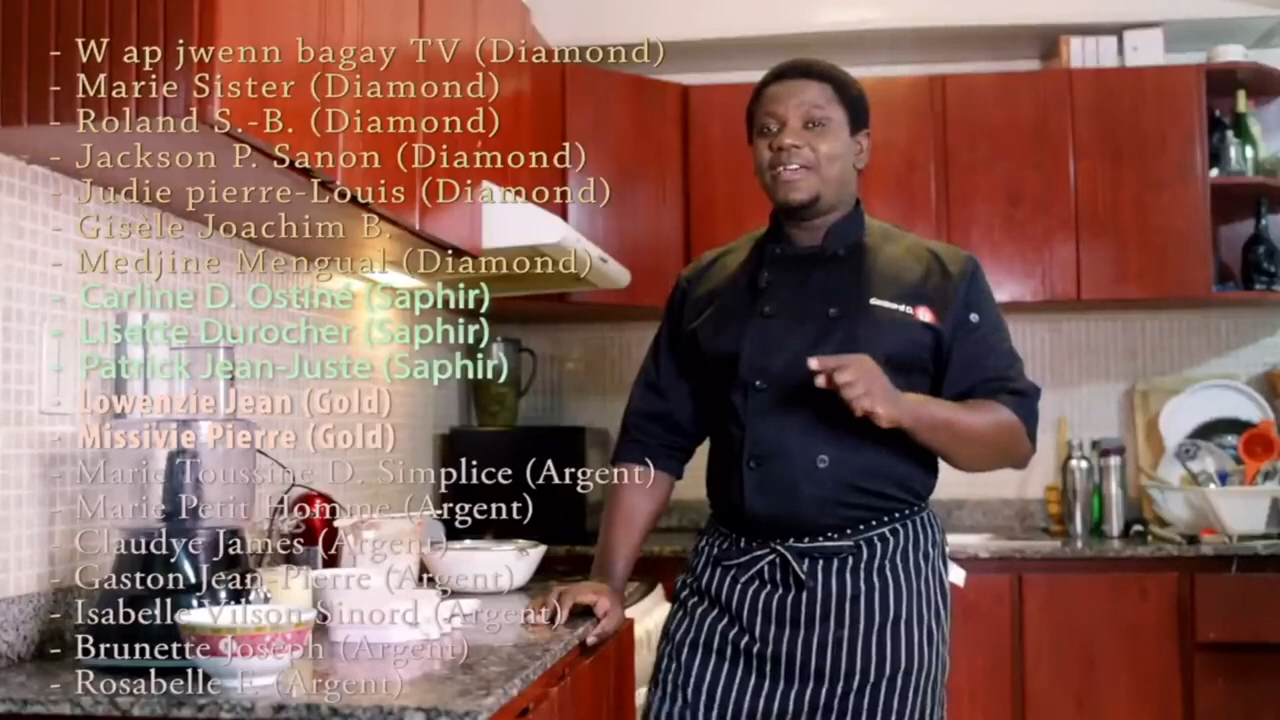 - W ap jwenn bagay TV (Diamond)
- Marie Sister (Diamond)
- Roland S.-B. (Diamond)
- Jackson P. Sanon (Diamond)
- Judie pierre-Louis (Diamond)
- Gisèle Joachim B.
- Medjine Mengual (Diamond)
- Carline D. Ostiné (Saphir)
- Lisette Durocher (Saphir)
- Patrick Jean-Juste (Saphir)
- Lowenzie Jean (Gold)
- Missivie Pierre (Gold)
- Marie Toussine D. Simplice (Argent)
- Marie Petit Homme (Argent)
- Claudye James (Argent)
- Gaston Jean-Pierre (Argent)
- Isabelle Vilson Sinord (Argent)
- Brunette Joseph (Argent)
- Rosabelle F. (Argent)